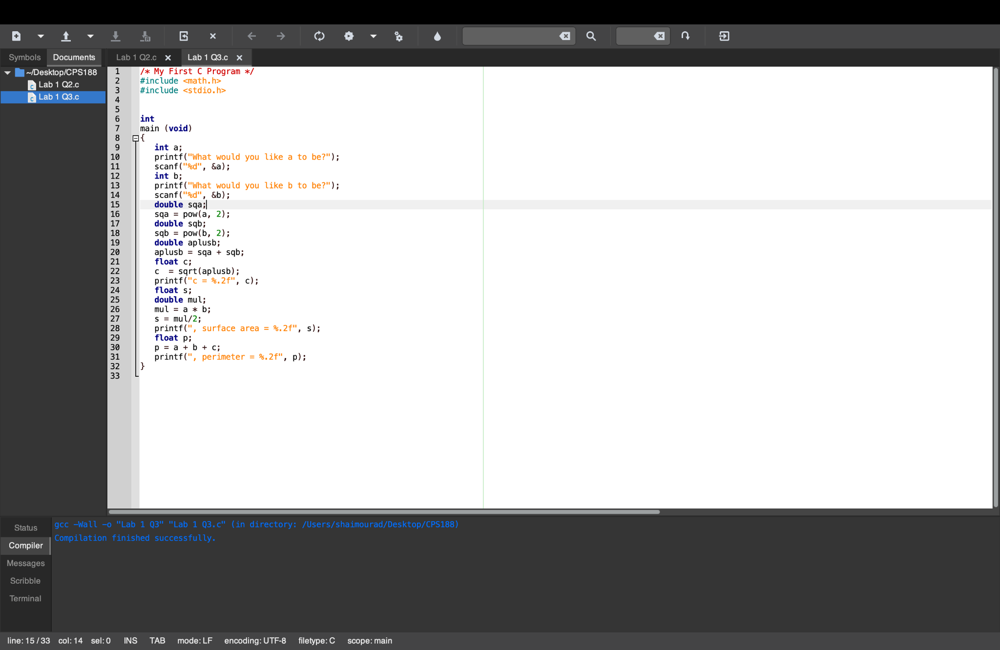 Symbols Documents Lab 1 Q2.c Lab 1 Q3.c
~/Desktop/CPS188
Lab 1 Q2.c
Lab 1 Q3.c
1 /* My First C Program */
2 #include <math.h>
3 #include <stdio.h>
4
5
6 int
7 main (void)
8 {
9 int a;
10 printf("What would you like a to be?");
11 scanf("%d", &a);
12 int b;
13 printf("What would you like b to be?");
14 scanf("%d", &b);
15 double sqa;
16 sqa = pow(a, 2);
17 double sqb;
18 sqb = pow(b, 2);
19 double aplusb;
20 aplusb = sqa + sqb;
21 float c;
22 c  = sqrt(aplusb);
23 printf("c = %.2f", c);
24 float s;
25 double mul;
26 mul = a * b;
27 s = mul/2;
28 printf(", surface area = %.2f", s);
29 float p;
30 p = a + b + c;
31 printf(", perimeter = %.2f", p);
32 }
33
Status
Compiler
Messages
Scribble
Terminal
gcc -Wall -o "Lab 1 Q3" "Lab 1 Q3.c" (in directory: /Users/shaimourad/Desktop/CPS188)
Compilation finished successfully.
line: 15 / 33 col: 14 sel: 0 INS TAB mode: LF encoding: UTF-8 filetype: C scope: main